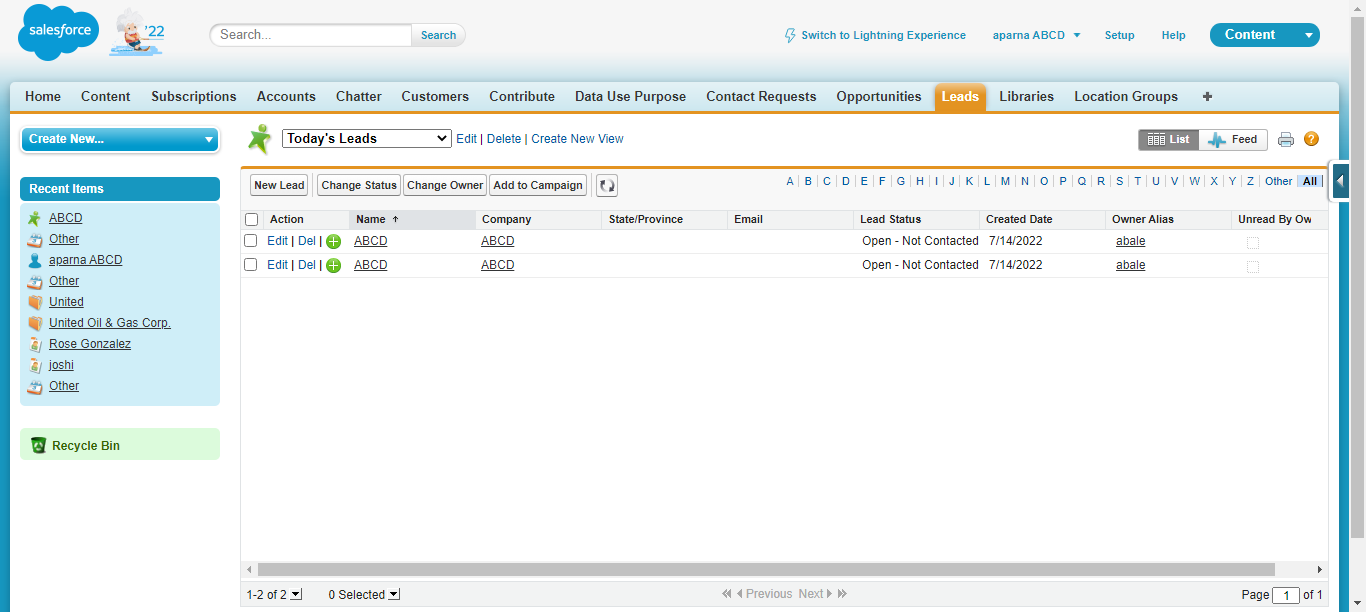 salesforce '22 Search... Search Switch to Lightning Experience aparna ABCD Setup Help Content
Home Content Subscriptions Accounts Chatter Customers Contribute Data Use Purpose Contact Requests Opportunities Leads Libraries Location Groups +
Create New...
Recent Items
ABCD
Other
aparna ABCD
Other
United
United Oil & Gas Corp.
Rose Gonzalez
joshi
Other
Recycle Bin
Today's Leads Edit | Delete | Create New View List Feed ?
New Lead Change Status Change Owner Add to Campaign A | B | C | D | E | F | G | H | I | J | K | L | M | N | O | P | Q | R | S | T | U | V | W | X | Y | Z | Other All
Action Name Company State/Province Email Lead Status Created Date Owner Alias Unread By Ow
Edit | Del | ABCD ABCD Open - Not Contacted 7/14/2022 abale
Edit | Del | ABCD ABCD Open - Not Contacted 7/14/2022 abale
1-2 of 2 0 Selected Previous Next Page 1 of 1